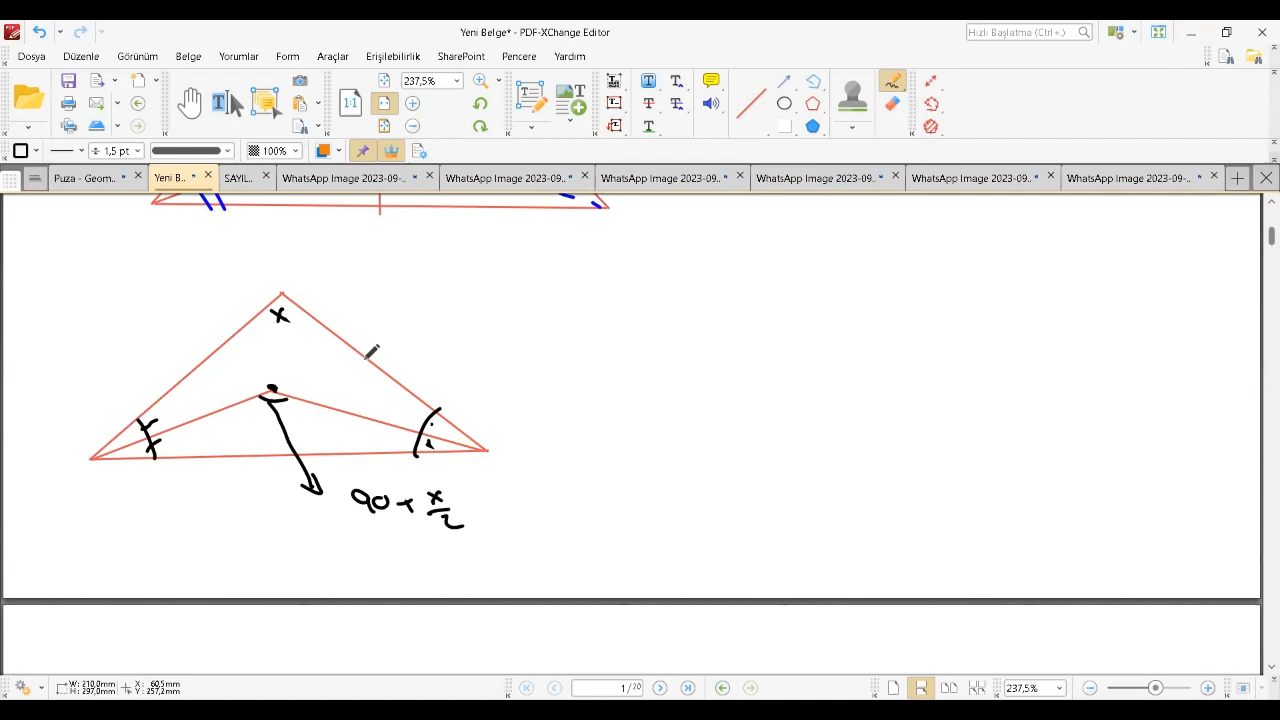 Yeni Belge* - PDF-XChange Editor
Hızlı Başlatma (Ctrl+.)
Dosya Düzenle Görünüm Belge Yorumlar Form Araçlar Erişilebilirlik SharePoint Pencere Yardım
237,5%
1:1
1,5 pt
100%
Puza - Geom.. * Yeni B.. * SAYIL.. WhatsApp Image 2023-09-.. * WhatsApp Image 2023-09.. * WhatsApp Image 2023-09.. * WhatsApp Image 2023-09.. * WhatsApp Image 2023-09.. * WhatsApp Image 2023-09-.. *
x
90 + x/2
W: 210,0mm X: 60,5mm
H: 297,0mm Y: 257,2mm
1 / 20
237,5%